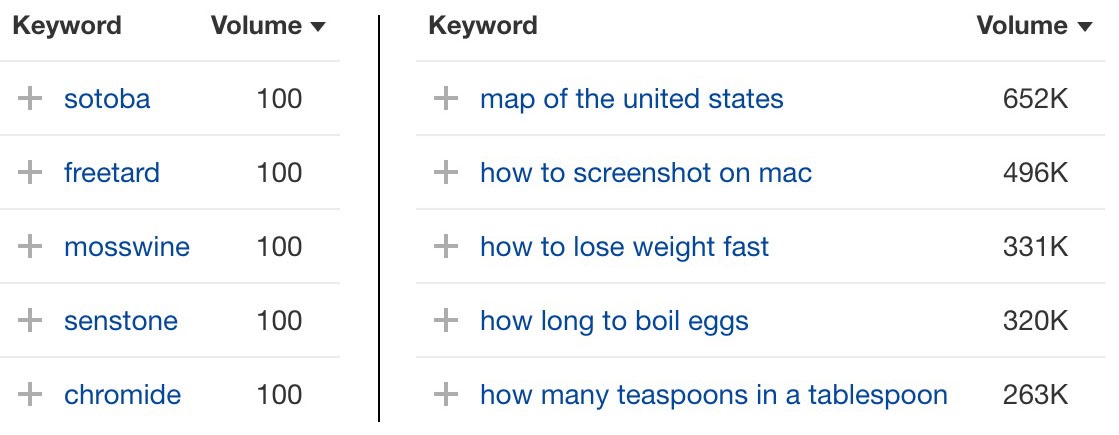 Keyword Volume
sotoba 100
freetard 100
mosswine 100
senstone 100
chromide 100
Keyword Volume
map of the united states 652K
how to screenshot on mac 496K
how to lose weight fast 331K
how long to boil eggs 320K
how many teaspoons in a tablespoon 263K